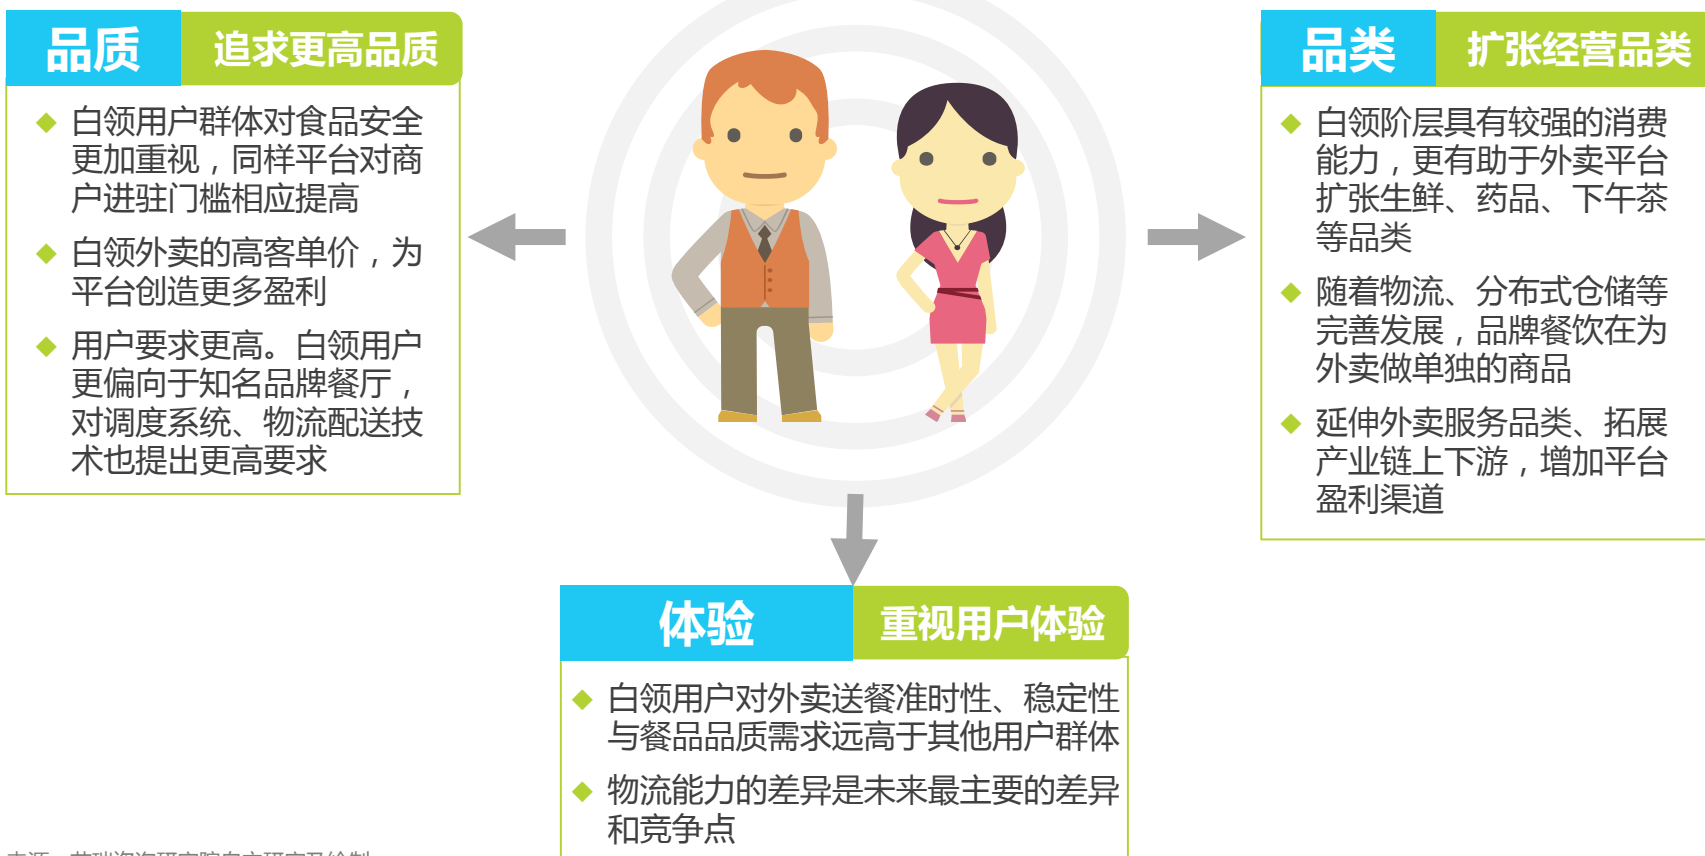 品质 追求更高品质
白领用户群体对食品安全
更加重视，同样平台对商
户进驻门槛相应提高
白领外卖的高客单价，为
平台创造更多盈利
用户要求更高。白领用户
更偏向于知名品牌餐厅，
对调度系统、物流配送技
术也提出更高要求
品类 扩张经营品类
白领阶层具有较强的消费
能力，更有助于外卖平台
扩张生鲜、药品、下午茶
等品类
随着物流、分布式仓储等
完善发展，品牌餐饮在为
外卖做单独的商品
延伸外卖服务品类、拓展
产业链上下游，增加平台
盈利渠道
体验 重视用户体验
白领用户对外卖送餐准时性、稳定性
与餐品品质需求远高于其他用户群体
物流能力的差异是未来最主要的差异
和竞争点